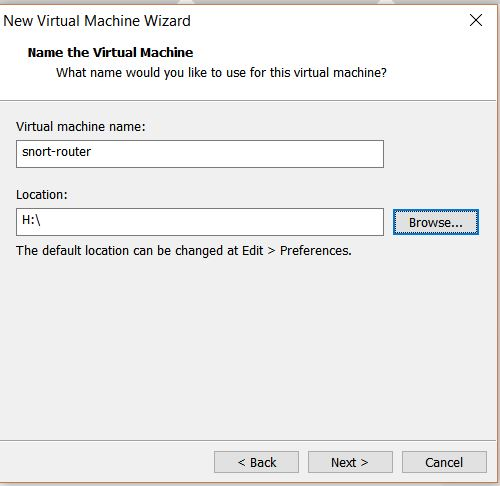 New Virtual Machine Wizard
Name the Virtual Machine
What name would you like to use for this virtual machine?
Virtual machine name:
snort-router
Location:
H:\
Browse...
The default location can be changed at Edit > Preferences.
< Back
Next >
Cancel